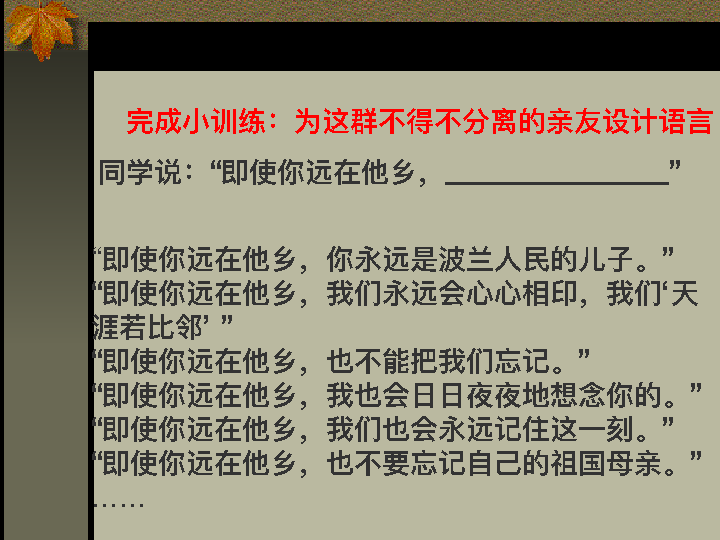 完成小训练：为这群不得不分离的亲友设计语言
同学说：“即使你远在他乡，________________”
“即使你远在他乡，你永远是波兰人民的儿子。”
“即使你远在他乡，我们永远会心心相印，我们‘天
涯若比邻’ ”
“即使你远在他乡，也不能把我们忘记。”
“即使你远在他乡，我也会日日夜夜地想念你的。”
“即使你远在他乡，我们也会永远记住这一刻。”
“即使你远在他乡，也不要忘记自己的祖国母亲。”
……